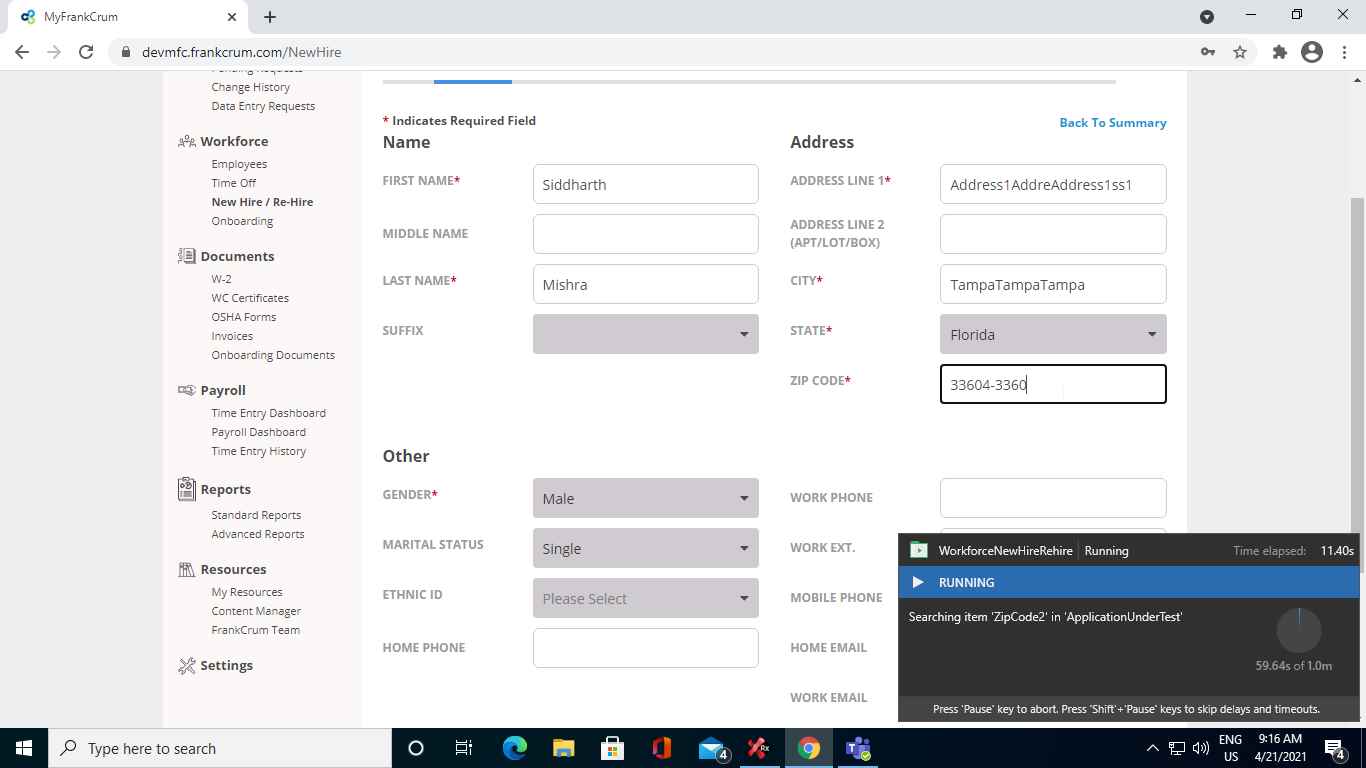 MyFrankCrum
devmfc.frankcrum.com/NewHire
Pending Requests
Change History
Data Entry Requests
Workforce
Employees
Time Off
New Hire / Re-Hire
Onboarding
Documents
W-2
WC Certificates
OSHA Forms
Invoices
Onboarding Documents
Payroll
Time Entry Dashboard
Payroll Dashboard
Time Entry History
Reports
Standard Reports
Advanced Reports
Resources
My Resources
Content Manager
FrankCrum Team
Settings
* Indicates Required Field
Back To Summary
Name
FIRST NAME* Siddharth
MIDDLE NAME
LAST NAME* Mishra
SUFFIX
Address
ADDRESS LINE 1* Address1AddreAddress1ss1
ADDRESS LINE 2
(APT/LOT/BOX)
CITY* TampaTampaTampa
STATE* Florida
ZIP CODE* 33604-3360
Other
GENDER* Male
MARITAL STATUS Single
ETHNIC ID Please Select
HOME PHONE
WORK PHONE
WORK EXT.
MOBILE PHONE
HOME EMAIL
WORK EMAIL
WorkforceNewHireRehire Running Time elapsed: 11.40s
RUNNING
Searching item 'ZipCode2' in 'ApplicationUnderTest'
59.64s of 1.0m
Press 'Pause' key to abort. Press 'Shift'+'Pause' keys to skip delays and timeouts.
Type here to search
4
Rx
ENG
US
9:16 AM
4/21/2021
4